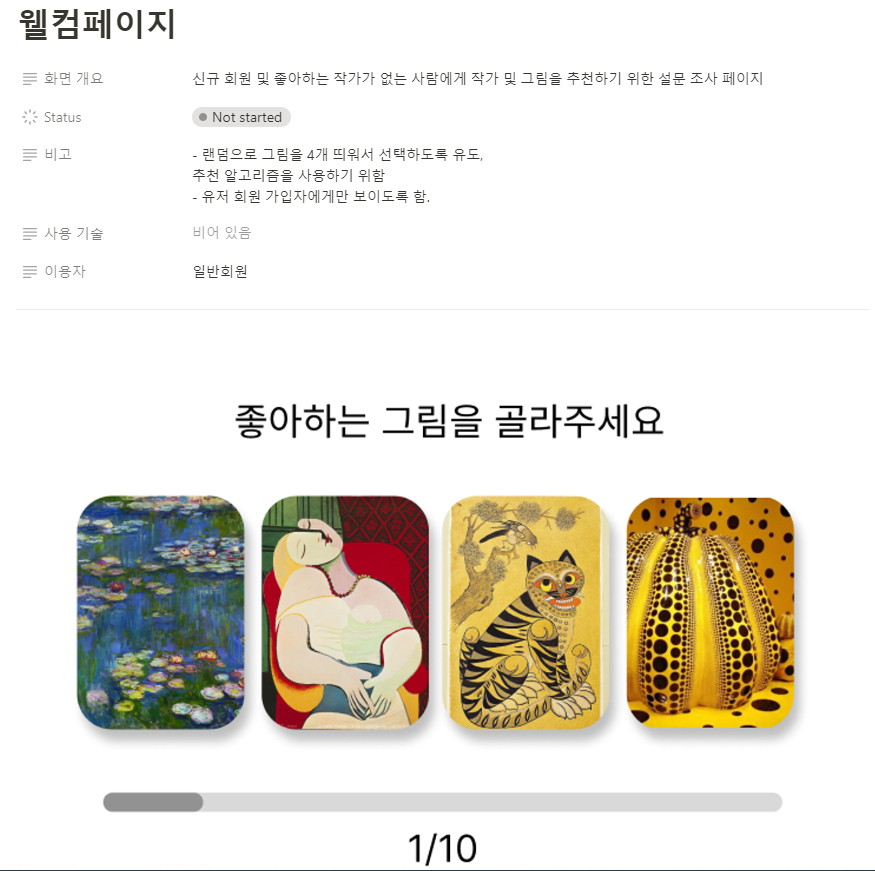 웰컴페이지
화면 개요
신규 회원 및 좋아하는 작가가 없는 사람에게 작가 및 그림을 추천하기 위한 설문 조사 페이지
Status
Not started
비고
- 랜덤으로 그림을 4개 띄워서 선택하도록 유도,
추천 알고리즘을 사용하기 위함
- 유저 회원 가입자에게만 보이도록 함.
사용 기술
비어 있음
이용자
일반회원
좋아하는 그림을 골라주세요
1/10